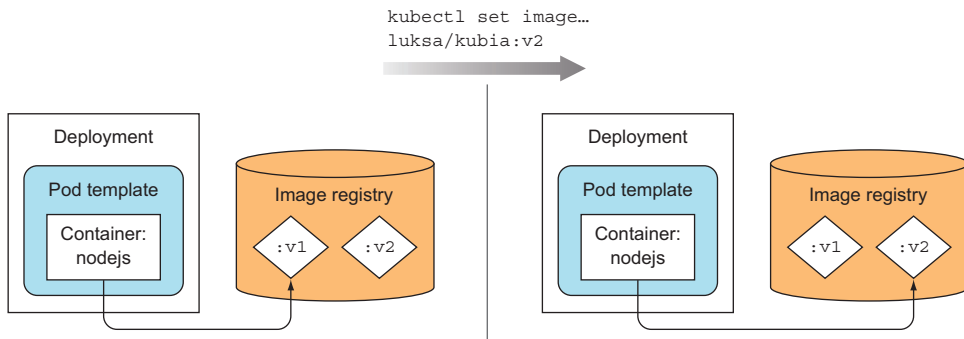 kubectl set image…
luksa/kubia:v2
Deployment
Pod template
Container:
nodejs
Image registry
:v1
:v2
Deployment
Pod template
Container:
nodejs
Image registry
:v1
:v2